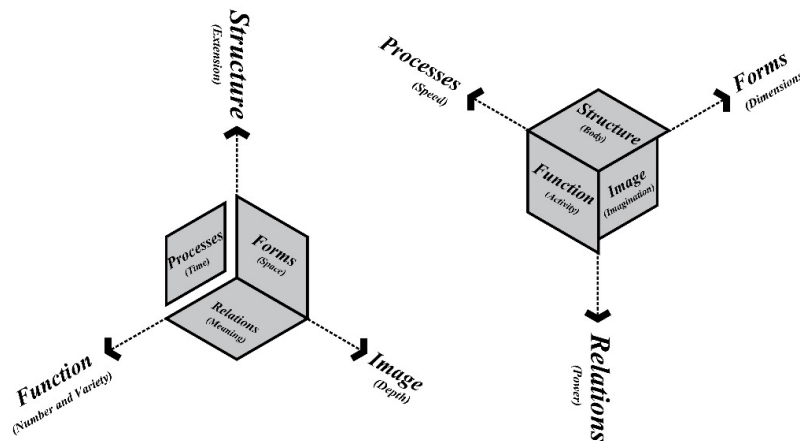 Structure
(Extension)
Processes
(Time)
Forms
(Space)
Relations
(Meaning)
Function
(Number and Variety)
Image
(Depth)
Processes
(Speed)
Forms
(Dimensions)
Structure
(Body)
Function
(Activity)
Image
(Imagination)
Relations
(Power)